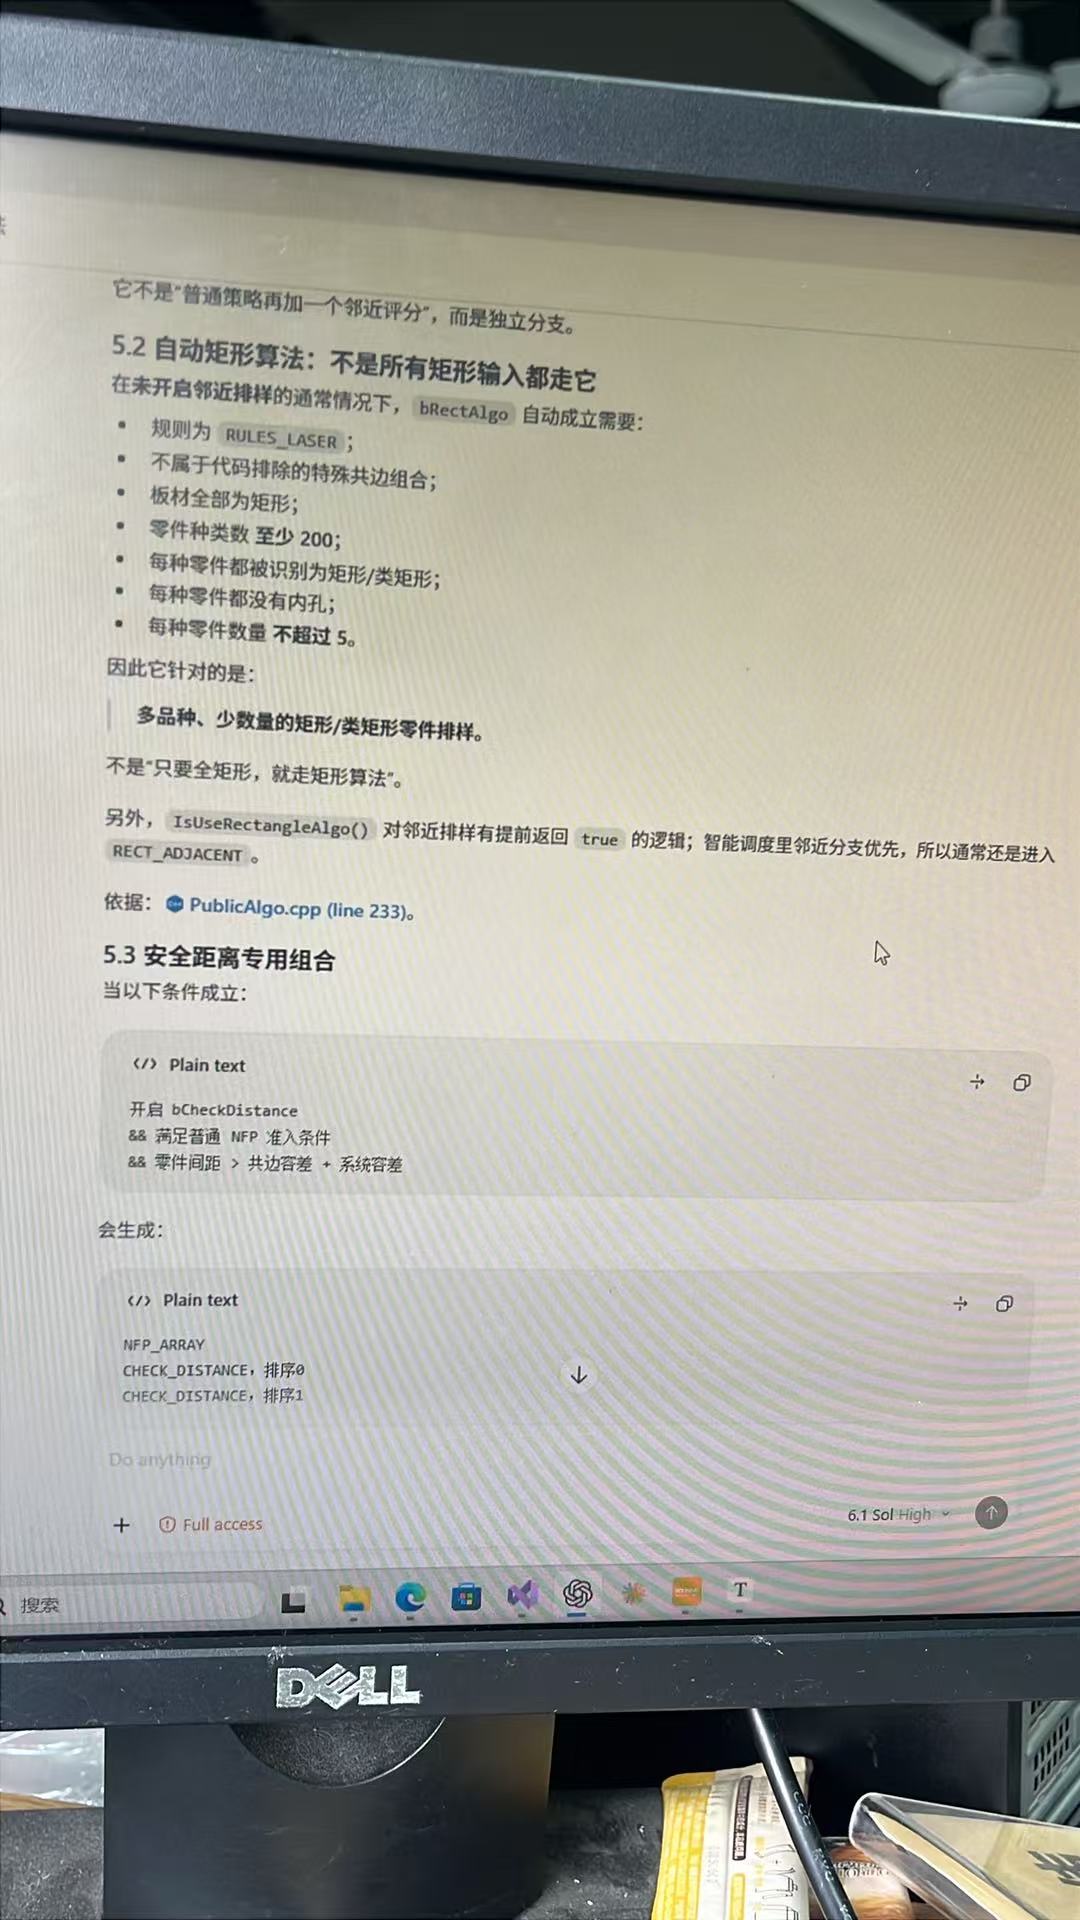 它不是“普通策略再加一个邻近评分”，而是独立分支。
5.2 自动矩形算法：不是所有矩形输入都走它
在未开启邻近排样的通常情况下， bRectAlgo 自动成立需要：
• 规则为 RULES_LASER ；
• 不属于代码排除的特殊共边组合；
• 板材全部为矩形；
• 零件种类数 至少 200；
• 每种零件都被识别为矩形/类矩形；
• 每种零件都没有内孔；
• 每种零件数量 不超过 5。
因此它针对的是：
多品种、少数量的矩形/类矩形零件排样。
不是“只要全矩形，就走矩形算法”。
另外， IsUseRectangleAlgo() 对邻近排样有提前返回 true 的逻辑；智能调度里邻近分支优先，所以通常还是进入
RECT_ADJACENT 。
依据： PublicAlgo.cpp (line 233)。
5.3 安全距离专用组合
当以下条件成立：
</> Plain text
开启 bCheckDistance
&& 满足普通 NFP 准入条件
&& 零件间距 > 共边容差 + 系统容差
会生成：
</> Plain text
NFP_ARRAY
CHECK_DISTANCE，排序0
CHECK_DISTANCE，排序1
Do anything
+ Full access
6.1 Sol High
搜索
T
DELL